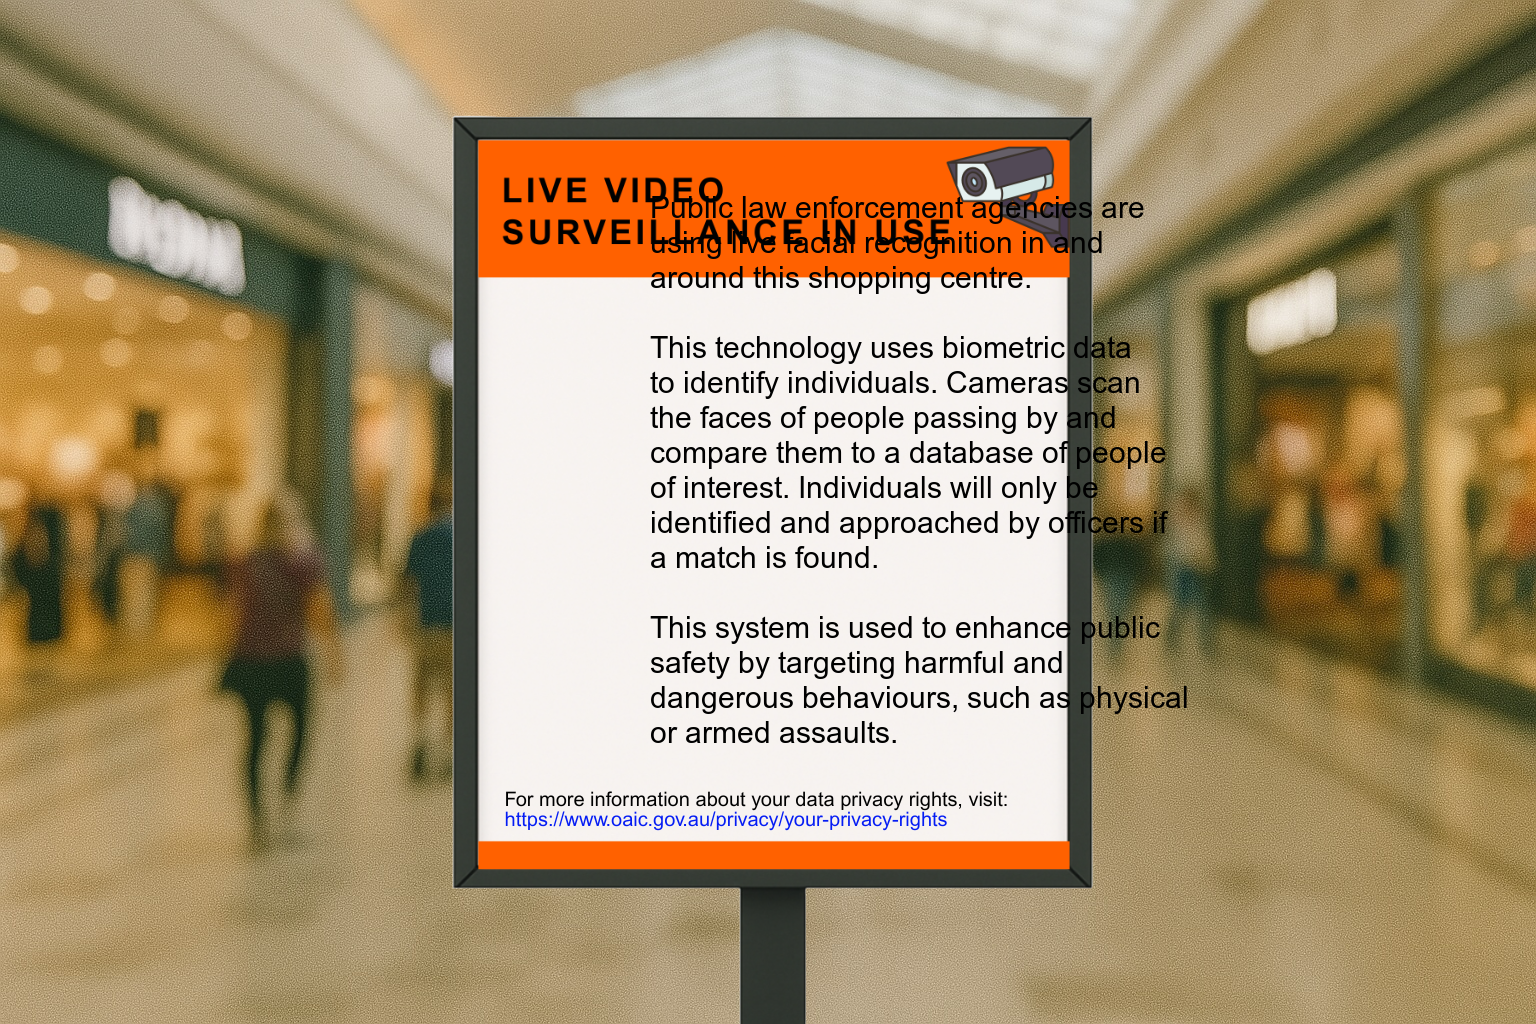 LIVE VIDEO
SURVEILLANCE IN USE
Public law enforcement agencies are
using live facial recognition in and
around this shopping centre.
This technology uses biometric data
to identify individuals. Cameras scan
the faces of people passing by and
compare them to a database of people
of interest. Individuals will only be
identified and approached by officers if
a match is found.
This system is used to enhance public
safety by targeting harmful and
dangerous behaviours, such as physical
or armed assaults.
For more information about your data privacy rights, visit:
https://www.oaic.gov.au/privacy/your-privacy-rights